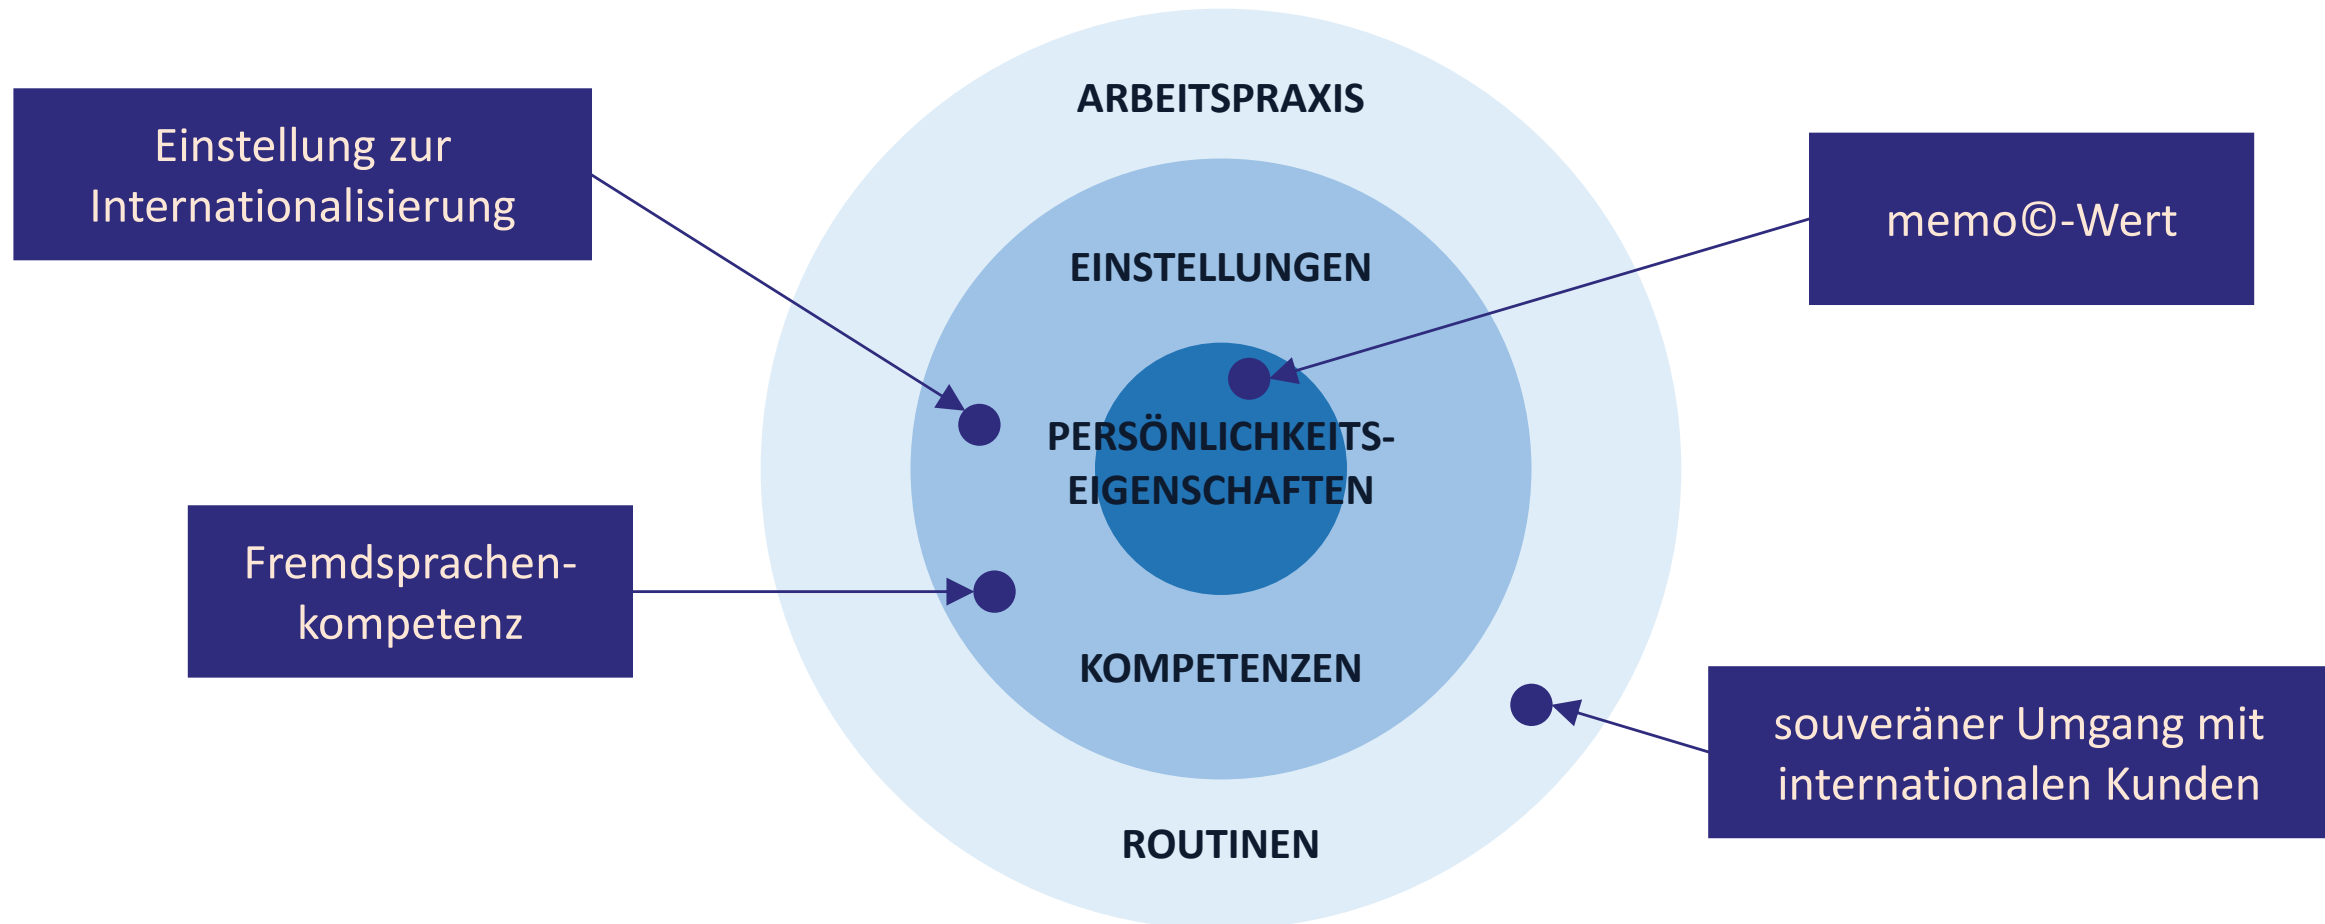 ARBEITSPRAXIS
Einstellung zur
Internationalisierung
memo©-Wert
EINSTELLUNGEN
PERSÖNLICHKEITS-
EIGENSCHAFTEN
Fremdsprachen-
kompetenz
KOMPETENZEN
souveräner Umgang mit
internationalen Kunden
ROUTINEN